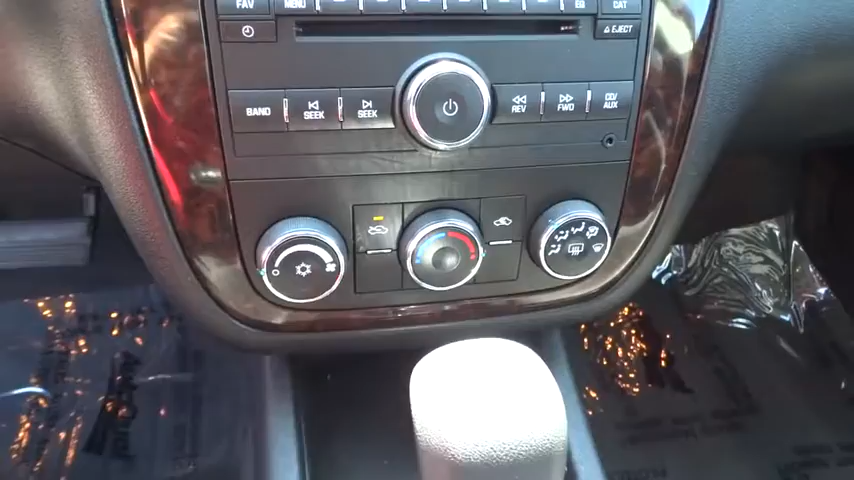 FAV MENU CAT
EJECT
BAND SEEK SEEK REV FWD CD/
AUX